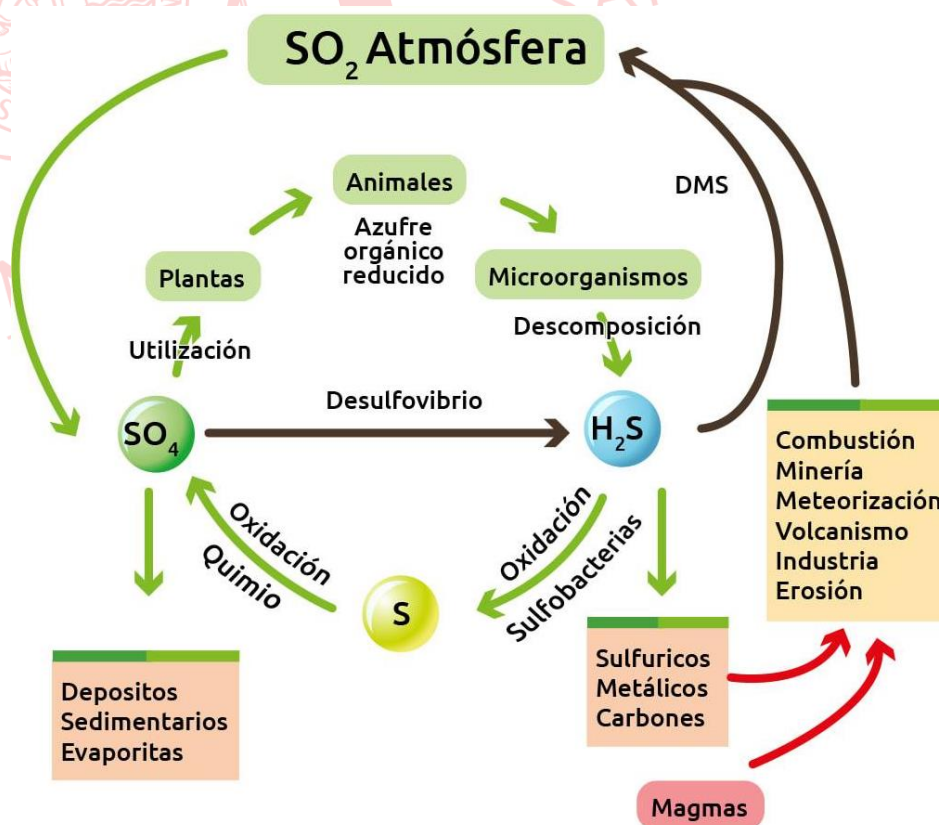 SO2 Atmósfera
DMS
Animales
Azufre
orgánico
reducido
Plantas
Microorganismos
Utilización
Descomposición
SO4
Desulfovibrio
H2S
Combustión
Minería
Meteorización
Volcanismo
Industria
Erosión
Oxidación
Quimio
S
Oxidación
Sulfobacterias
Depositos
Sedimentarios
Evaporitas
Sulfuricos
Metálicos
Carbones
Magmas